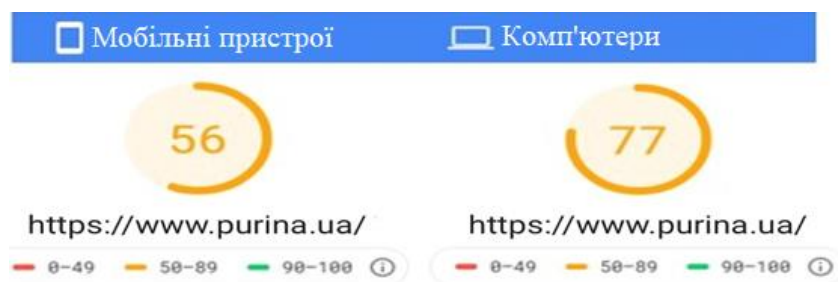 Мобільні пристрої Комп'ютери
56 77
https://www.purina.ua/ https://www.purina.ua/
0-49 50-89 90-100 0-49 50-89 90-100